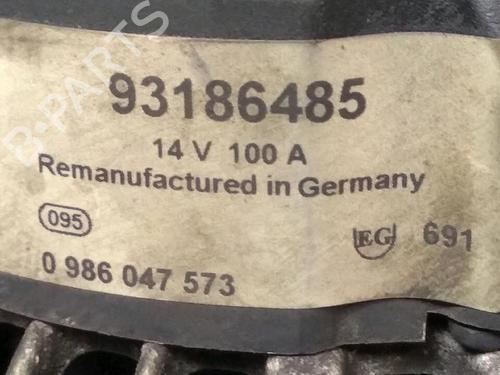 B-PARTS
93186485
14 V 100 A
Remanufactured in Germany
095
EG 691
0 986 047 573